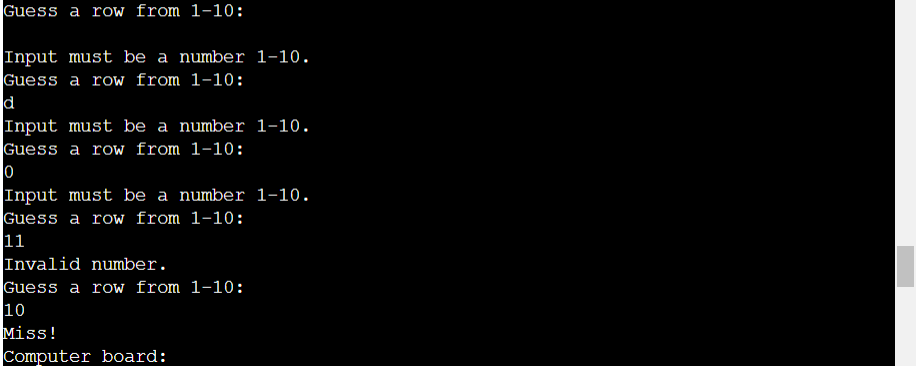 Guess a row from 1-10:
Input must be a number 1-10.
Guess a row from 1-10:
d
Input must be a number 1-10.
Guess a row from 1-10:
0
Input must be a number 1-10.
Guess a row from 1-10:
11
Invalid number.
Guess a row from 1-10:
10
Miss!
Computer board: